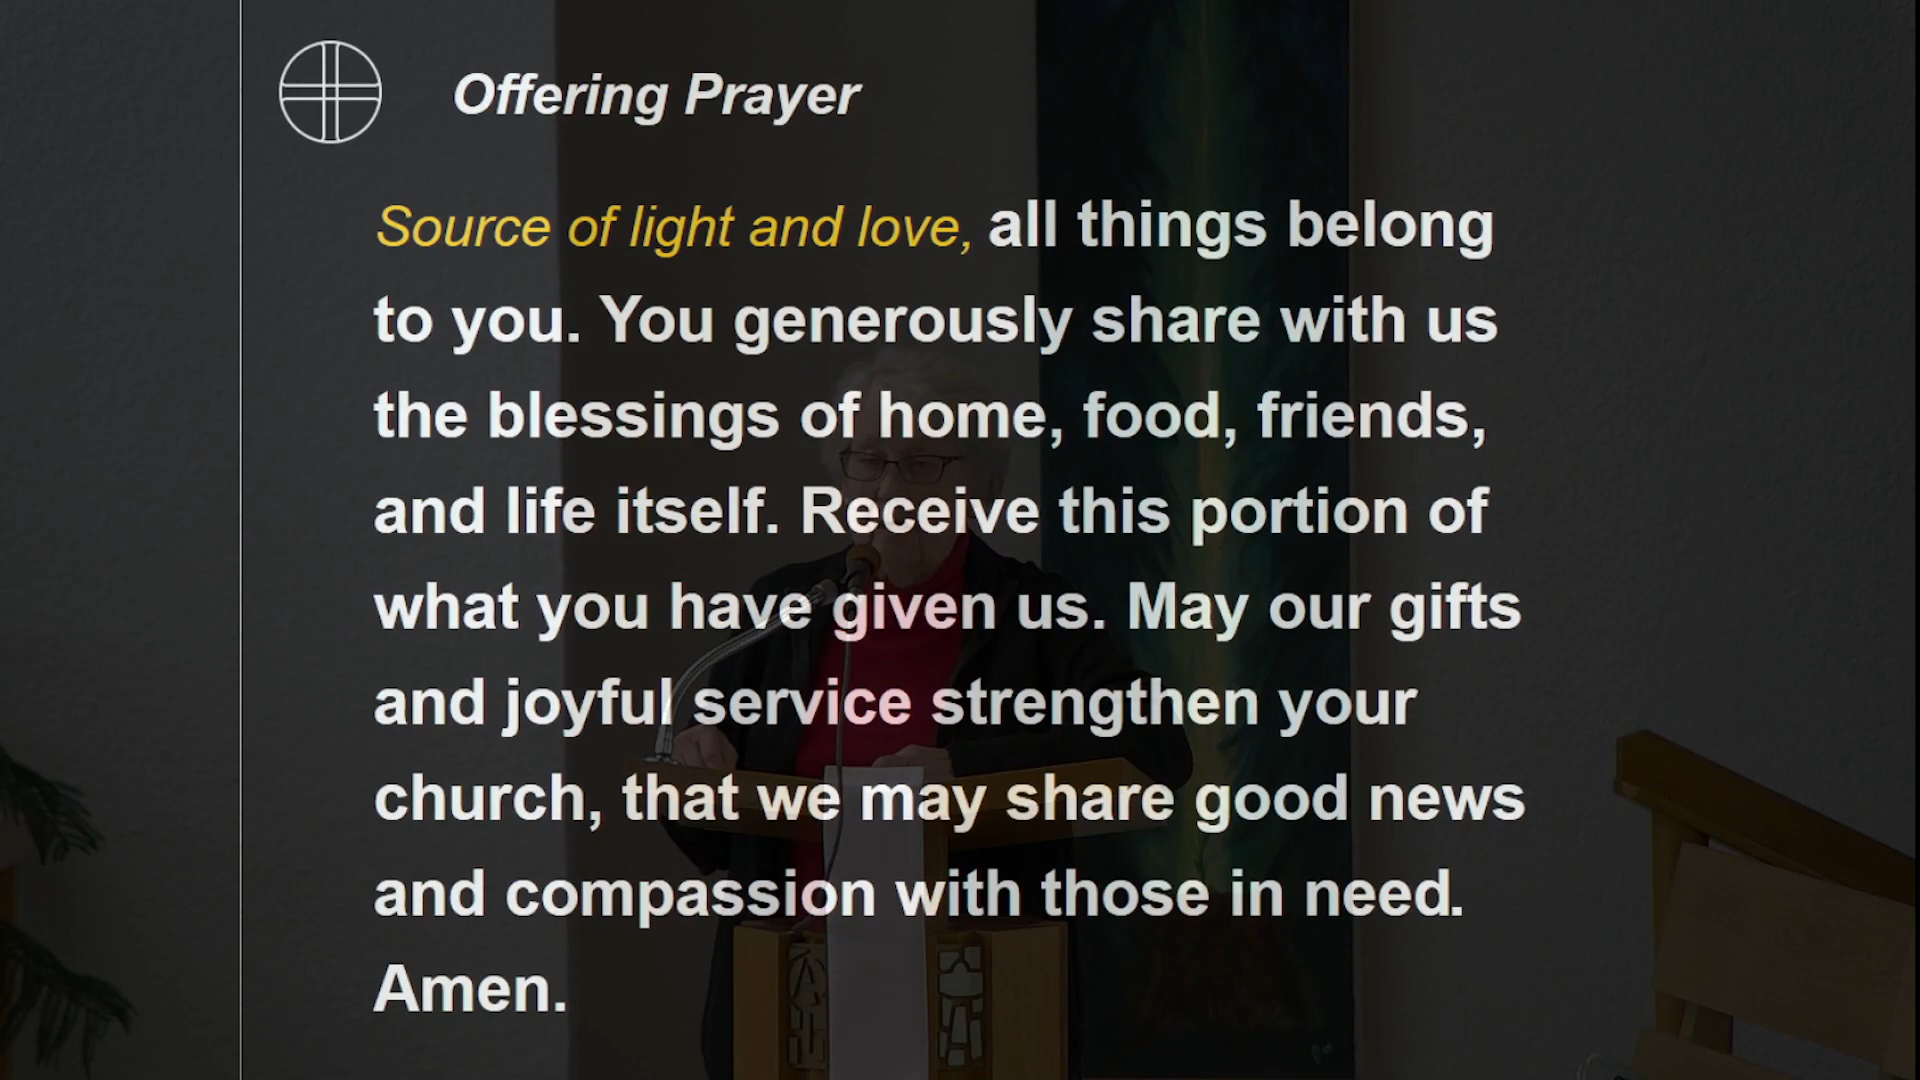 Offering Prayer
Source of light and love, all things belong
to you. You generously share with us
the blessings of home, food, friends,
and life itself. Receive this portion of
what you have given us. May our gifts
and joyful service strengthen your
church, that we may share good news
and compassion with those in need.
Amen.